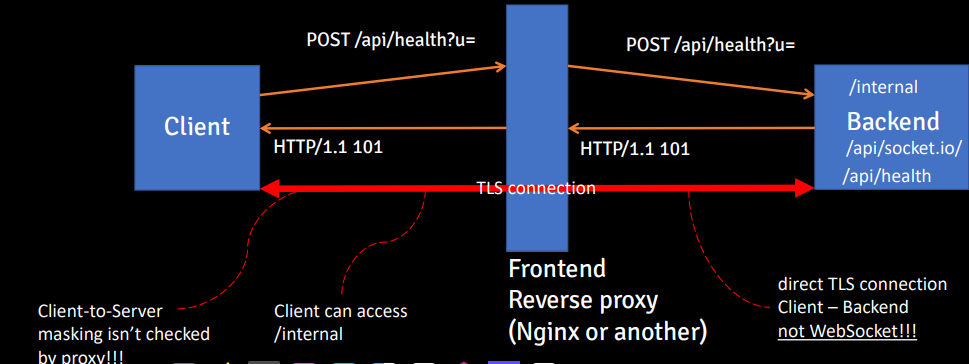 POST /api/health?u=
POST /api/health?u=
/internal
Client
Backend
/api/socket.io/
HTTP/1.1 101
HTTP/1.1 101
/api/health
TLS connection
Frontend
Reverse proxy
(Nginx or another)
Client-to-Server
masking isn’t checked
by proxy!!!
Client can access
/internal
direct TLS connection
Client – Backend
not WebSocket!!!